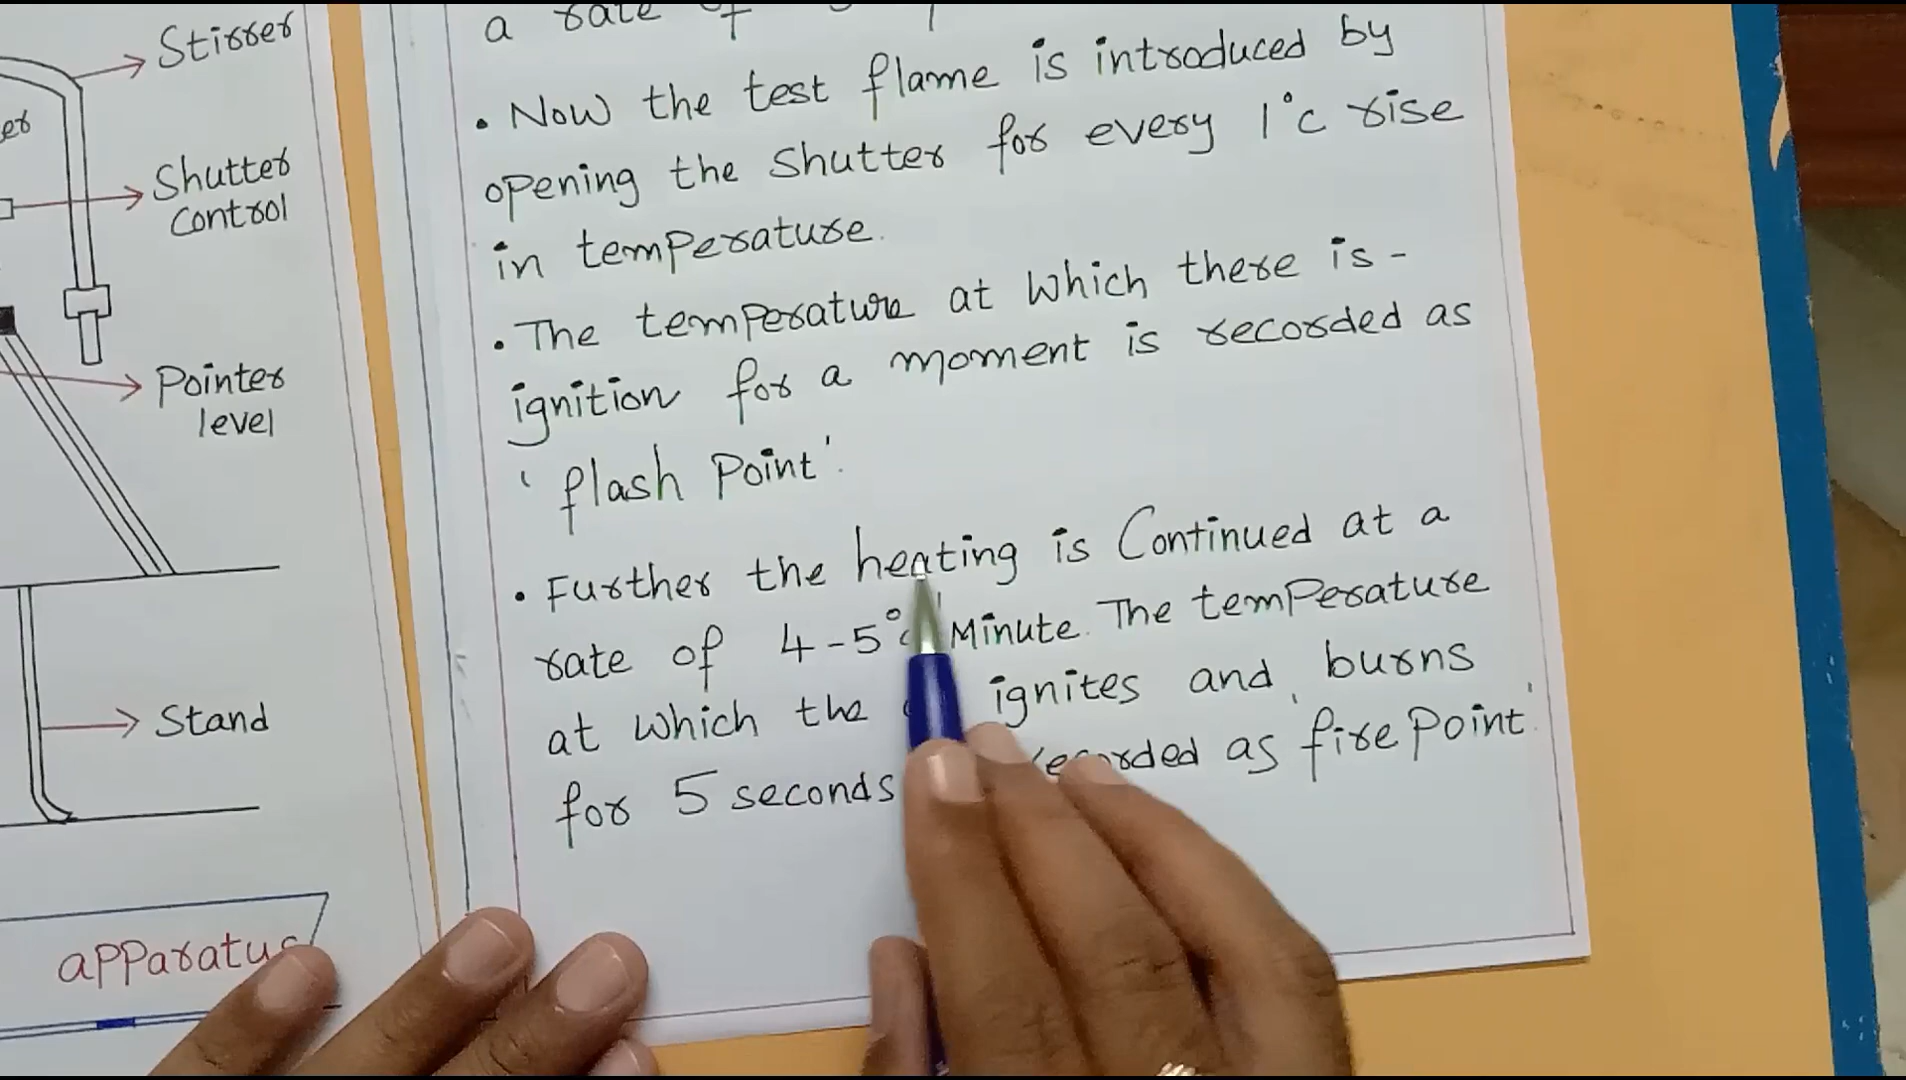 Stirrer
Shutter
Control
Pointer
level
Stand
apparatus
a rate of
• Now the test flame is introduced by
opening the Shutter for every 1°c rise
in temperature.
• The temperature at which there is -
ignition for a moment is recorded as
'flash Point'.
• Further the heating is Continued at a
rate of 4-5°c Minute. The temperature
at which the ignites and burns
for 5 seconds recorded as 'fire Point'.